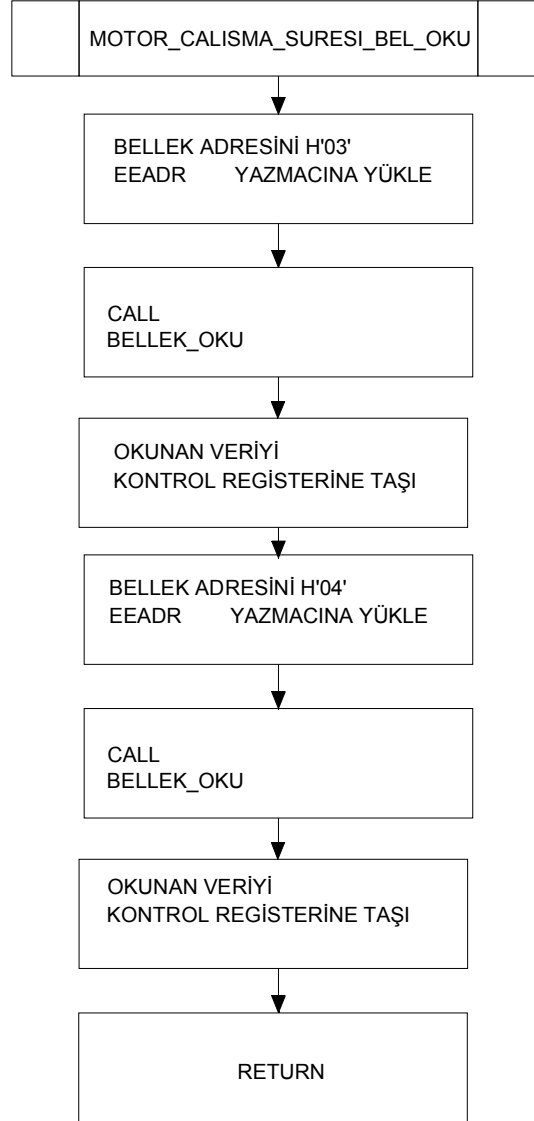 MOTOR_CALISMA_SURESI_BEL_OKU
BELLEK ADRESİNİ H'03'
EEADR YAZMACINA YÜKLE
CALL
BELLEK_OKU
OKUNAN VERİYİ
KONTROL REGİSTERİNE TAŞI
BELLEK ADRESİNİ H'04'
EEADR YAZMACINA YÜKLE
CALL
BELLEK_OKU
OKUNAN VERİYİ
KONTROL REGİSTERİNE TAŞI
RETURN